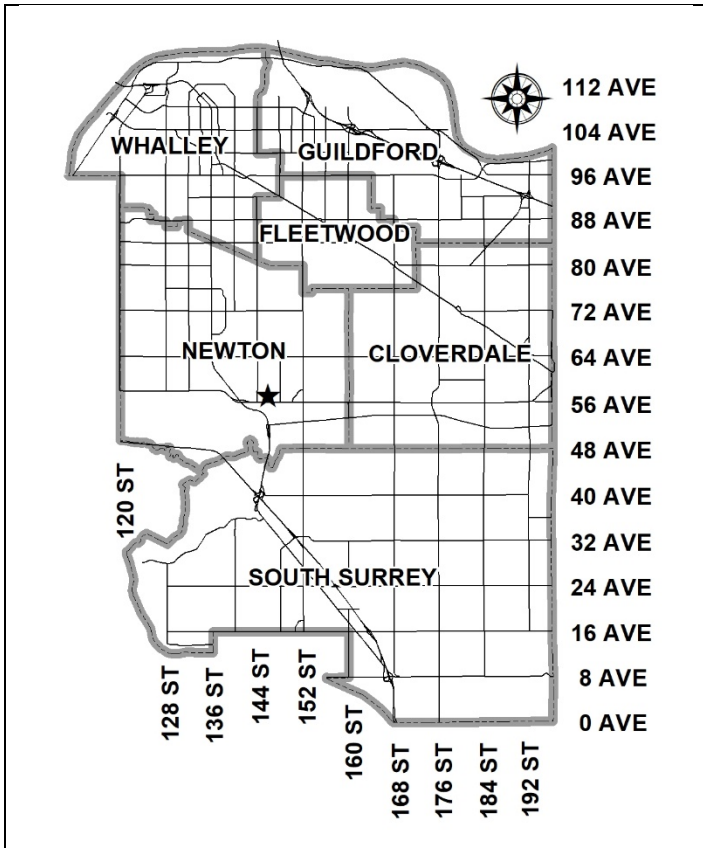 112 AVE
104 AVE
WHALLEY
GUILDFORD
96 AVE
88 AVE
FLEETWOOD
80 AVE
72 AVE
NEWTON
CLOVERDALE
64 AVE
56 AVE
48 AVE
120 ST
40 AVE
32 AVE
SOUTH SURREY
24 AVE
16 AVE
128 ST
136 ST
144 ST
152 ST
8 AVE
160 ST
0 AVE
168 ST
176 ST
184 ST
192 ST